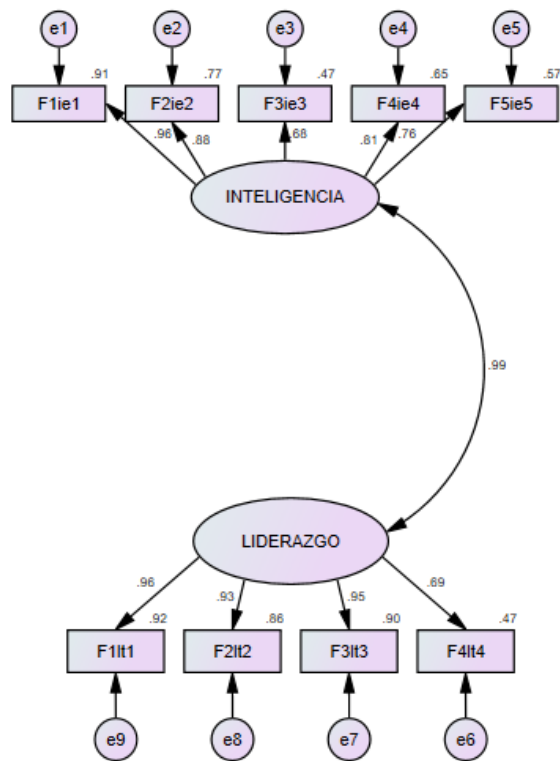 e1 e2 e3 e4 e5
.91 .77 .47 .65 .57
F1ie1 F2ie2 F3ie3 F4ie4 F5ie5
.96 .88 .68 .81 .76
INTELIGENCIA
.99
LIDERAZGO
.96 .93 .95 .69
.92 .86 .90 .47
F1lt1 F2lt2 F3lt3 F4lt4
e9 e8 e7 e6